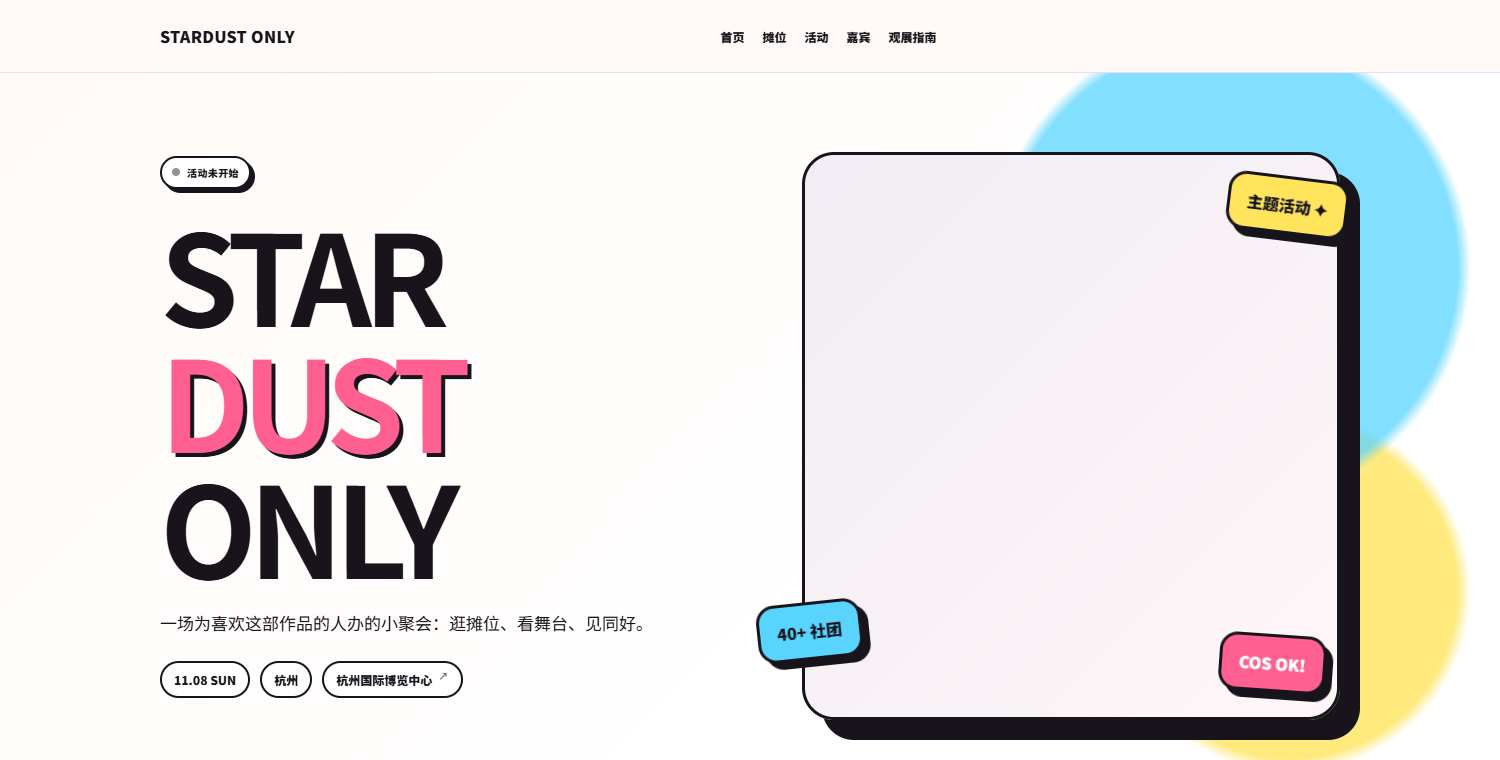 STARDUST ONLY
首页 摊位 活动 嘉宾 观展指南
活动未开始
主题活动 ✦
STAR
DUST
ONLY
40+ 社团
一场为喜欢这部作品的人办的小聚会：逛摊位、看舞台、见同好。
COS OK!
11.08 SUN 杭州 杭州国际博览中心 ↗